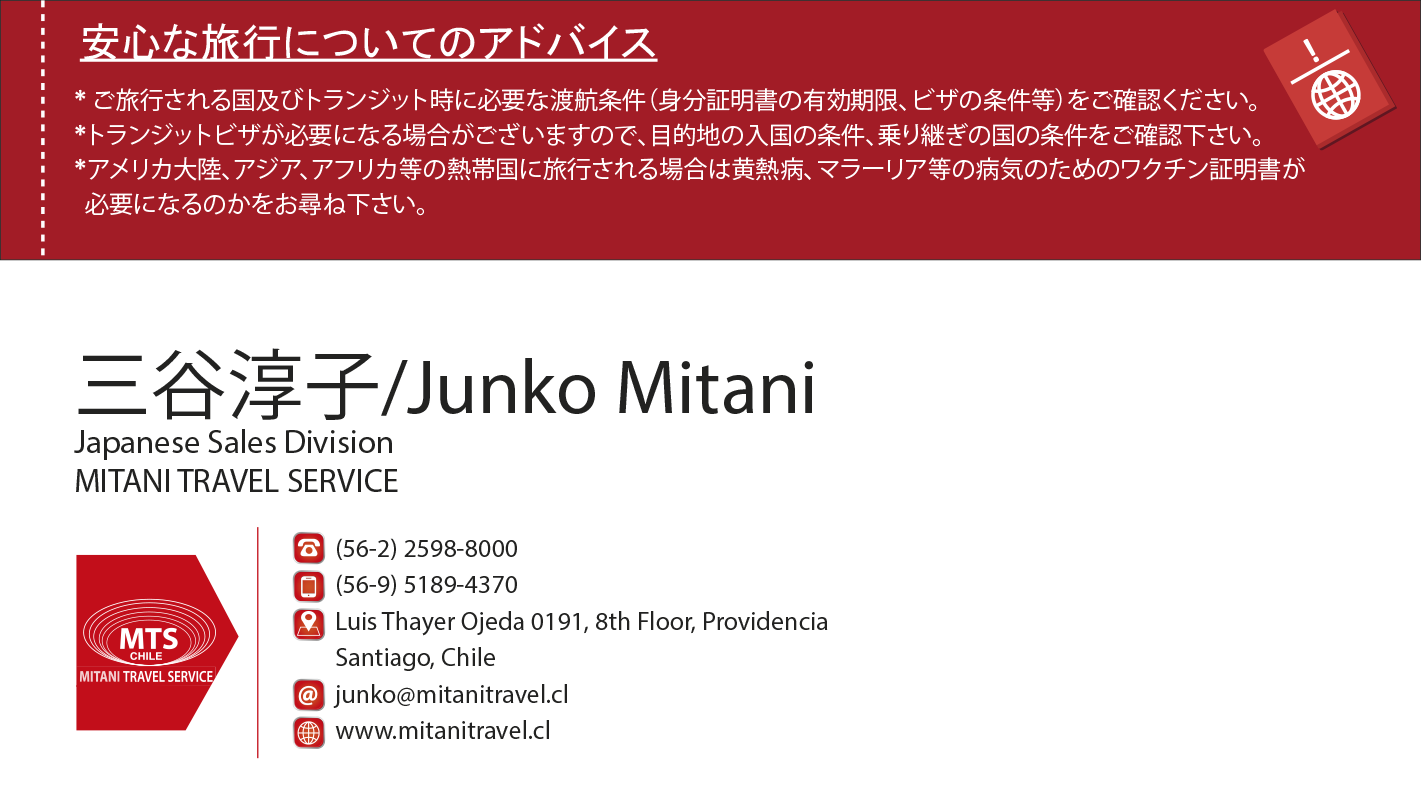 安心な旅行についてのアドバイス
* ご旅行される国及びトランジット時に必要な渡航条件（身分証明書の有効期限、ビザの条件等）をご確認ください。
*トランジットビザが必要になる場合がございますので、目的地の入国の条件、乗り継ぎの国の条件をご確認下さい。
*アメリカ大陸、アジア、アフリカ等の熱帯国に旅行される場合は黄熱病、マラーリア等の病気のためのワクチン証明書が
必要になるのかをお尋ね下さい。
三谷淳子/Junko Mitani
Japanese Sales Division
MITANI TRAVEL SERVICE
MTS
CHILE
MITANI TRAVEL SERVICE
(56-2) 2598-8000
(56-9) 5189-4370
Luis Thayer Ojeda 0191, 8th Floor, Providencia
Santiago, Chile
junko@mitanitravel.cl
www.mitanitravel.cl